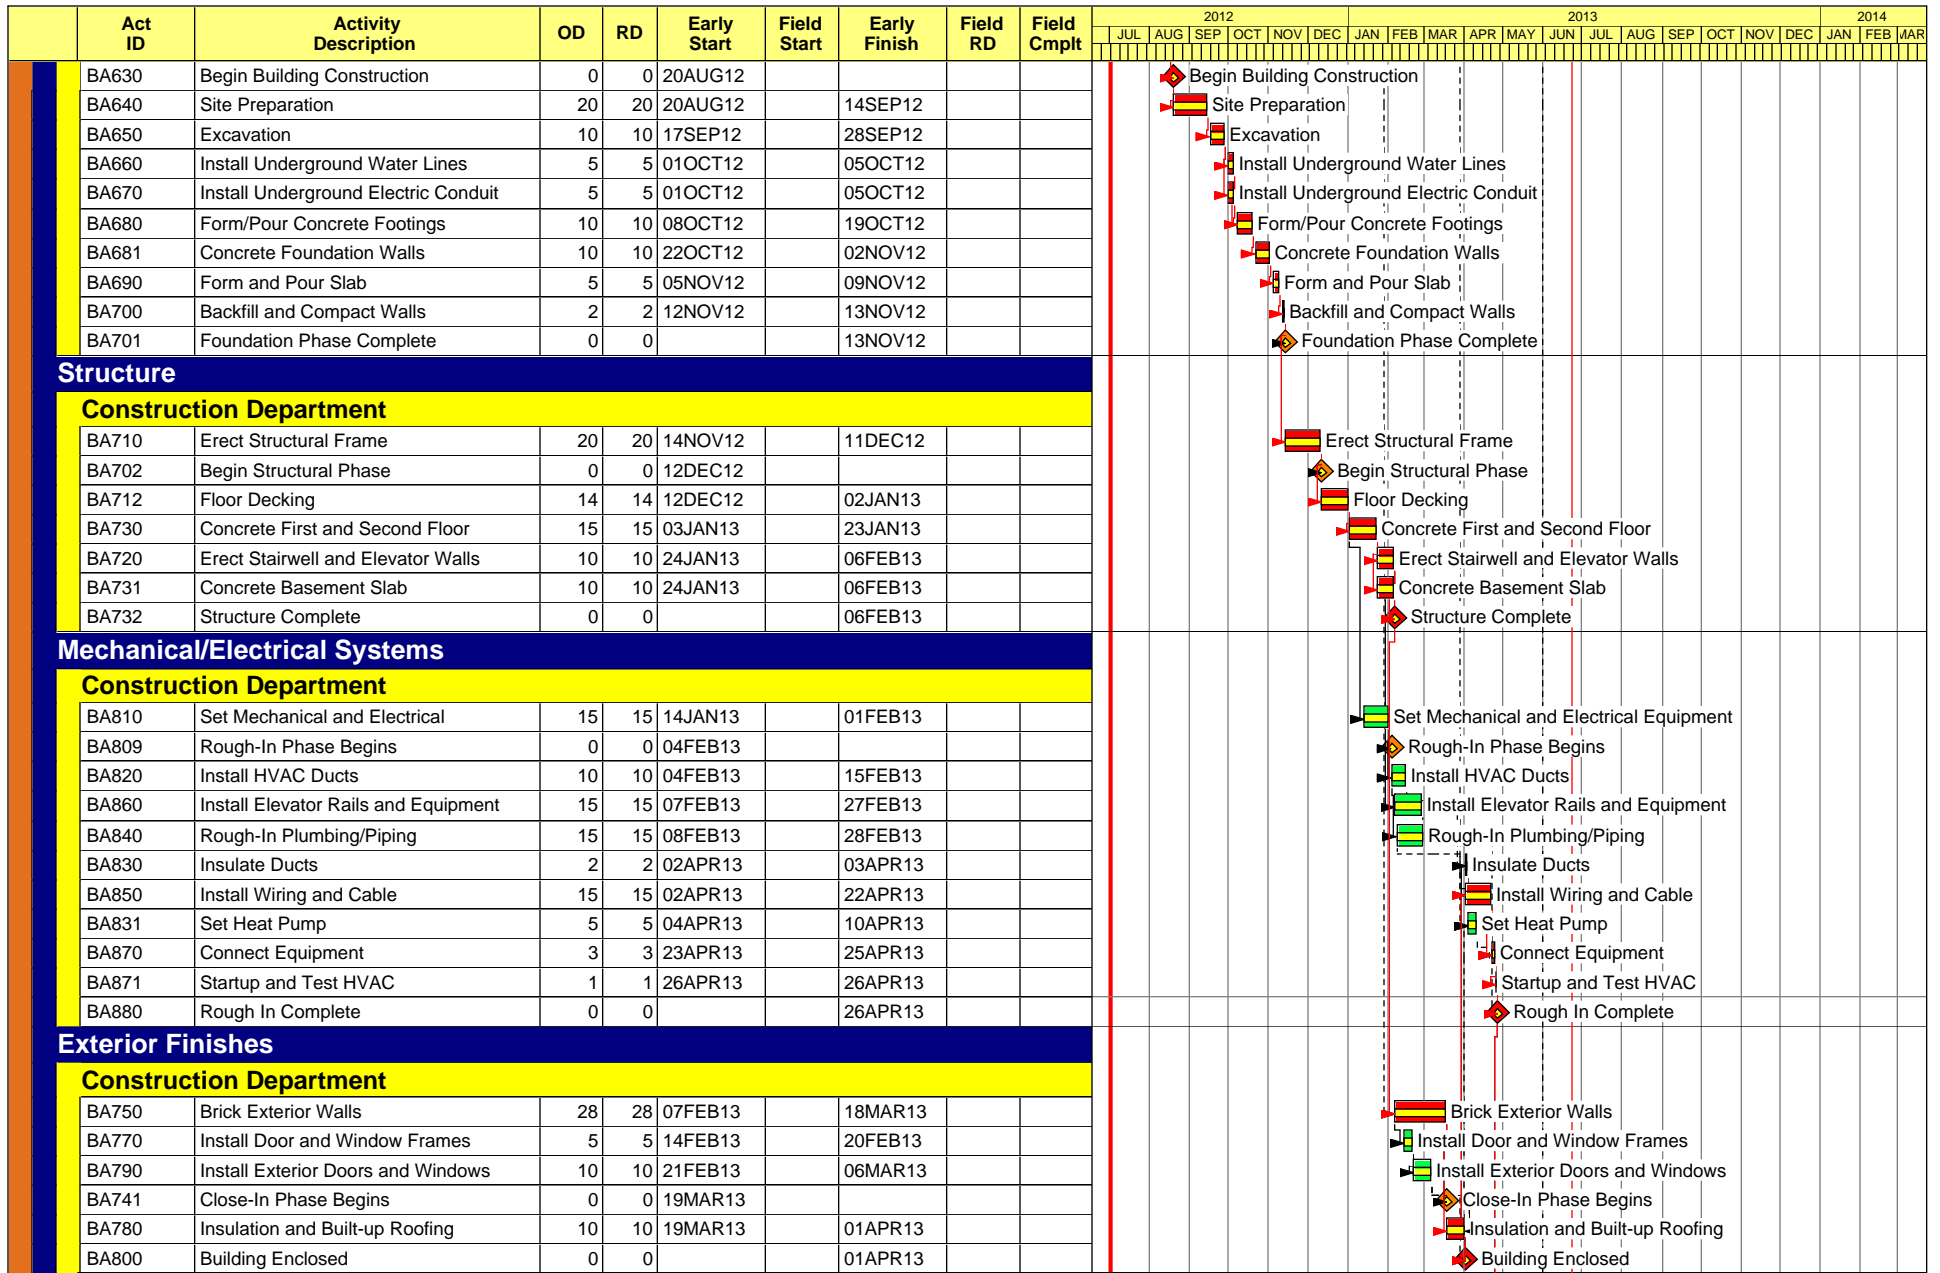 Act ID Activity Description OD RD Early Start Field Start Early Finish Field RD Field Cmplt
2012 2013 2014
JUL AUG SEP OCT NOV DEC JAN FEB MAR APR MAY JUN JUL AUG SEP OCT NOV DEC JAN FEB MAR
BA630 Begin Building Construction 0 0 20AUG12 Begin Building Construction
BA640 Site Preparation 20 20 20AUG12 14SEP12 Site Preparation
BA650 Excavation 10 10 17SEP12 28SEP12 Excavation
BA660 Install Underground Water Lines 5 5 01OCT12 05OCT12 Install Underground Water Lines
BA670 Install Underground Electric Conduit 5 5 01OCT12 05OCT12 Install Underground Electric Conduit
BA680 Form/Pour Concrete Footings 10 10 08OCT12 19OCT12 Form/Pour Concrete Footings
BA681 Concrete Foundation Walls 10 10 22OCT12 02NOV12 Concrete Foundation Walls
BA690 Form and Pour Slab 5 5 05NOV12 09NOV12 Form and Pour Slab
BA700 Backfill and Compact Walls 2 2 12NOV12 13NOV12 Backfill and Compact Walls
BA701 Foundation Phase Complete 0 0 13NOV12 Foundation Phase Complete
Structure
Construction Department
BA710 Erect Structural Frame 20 20 14NOV12 11DEC12 Erect Structural Frame
BA702 Begin Structural Phase 0 0 12DEC12 Begin Structural Phase
BA712 Floor Decking 14 14 12DEC12 02JAN13 Floor Decking
BA730 Concrete First and Second Floor 15 15 03JAN13 23JAN13 Concrete First and Second Floor
BA720 Erect Stairwell and Elevator Walls 10 10 24JAN13 06FEB13 Erect Stairwell and Elevator Walls
BA731 Concrete Basement Slab 10 10 24JAN13 06FEB13 Concrete Basement Slab
BA732 Structure Complete 0 0 06FEB13 Structure Complete
Mechanical/Electrical Systems
Construction Department
BA810 Set Mechanical and Electrical 15 15 14JAN13 01FEB13 Set Mechanical and Electrical Equipment
BA809 Rough-In Phase Begins 0 0 04FEB13 Rough-In Phase Begins
BA820 Install HVAC Ducts 10 10 04FEB13 15FEB13 Install HVAC Ducts
BA860 Install Elevator Rails and Equipment 15 15 07FEB13 27FEB13 Install Elevator Rails and Equipment
BA840 Rough-In Plumbing/Piping 15 15 08FEB13 28FEB13 Rough-In Plumbing/Piping
BA830 Insulate Ducts 2 2 02APR13 03APR13 Insulate Ducts
BA850 Install Wiring and Cable 15 15 02APR13 22APR13 Install Wiring and Cable
BA831 Set Heat Pump 5 5 04APR13 10APR13 Set Heat Pump
BA870 Connect Equipment 3 3 23APR13 25APR13 Connect Equipment
BA871 Startup and Test HVAC 1 1 26APR13 26APR13 Startup and Test HVAC
BA880 Rough In Complete 0 0 26APR13 Rough In Complete
Exterior Finishes
Construction Department
BA750 Brick Exterior Walls 28 28 07FEB13 18MAR13 Brick Exterior Walls
BA770 Install Door and Window Frames 5 5 14FEB13 20FEB13 Install Door and Window Frames
BA790 Install Exterior Doors and Windows 10 10 21FEB13 06MAR13 Install Exterior Doors and Windows
BA741 Close-In Phase Begins 0 0 19MAR13 Close-In Phase Begins
BA780 Insulation and Built-up Roofing 10 10 19MAR13 01APR13 Insulation and Built-up Roofing
BA800 Building Enclosed 0 0 01APR13 Building Enclosed